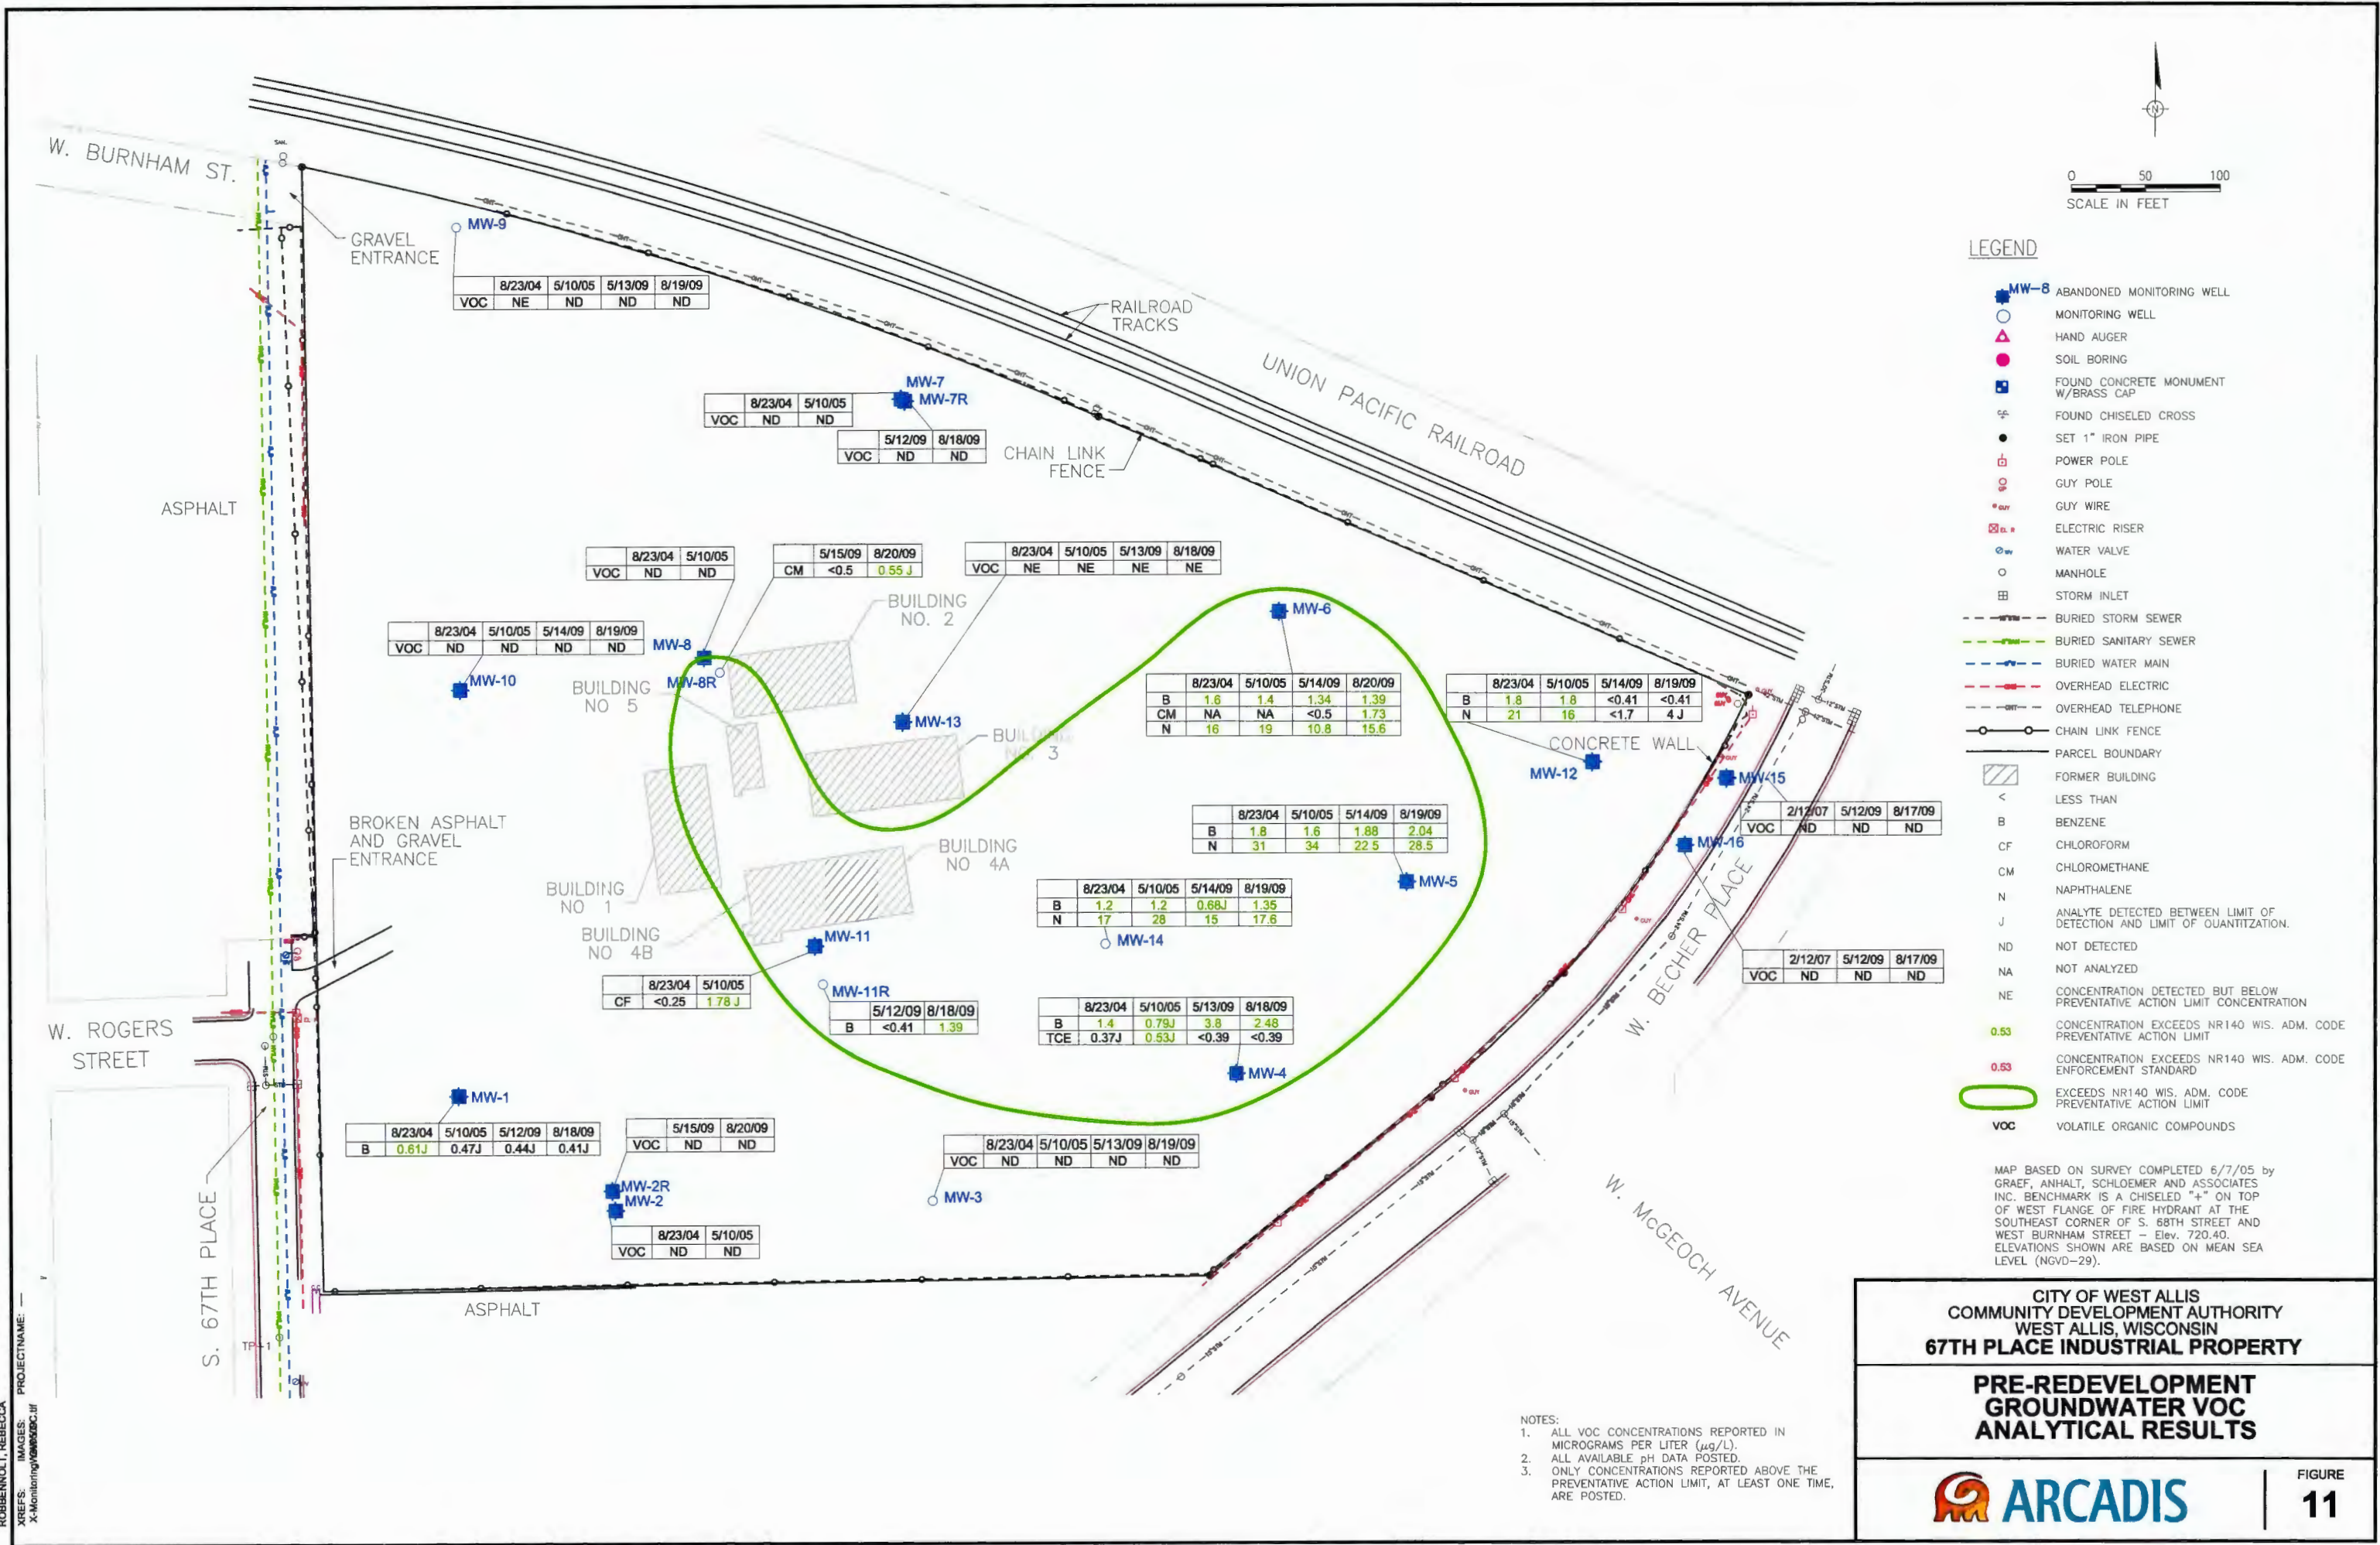 W. BURNHAM ST.
SAN.
GRAVEL
ENTRANCE
MW-9
8/23/04 5/10/05 5/13/09 8/19/09
VOC NE ND ND ND
RAILROAD
TRACKS
UNION PACIFIC RAILROAD
CHAIN LINK
FENCE
MW-7
MW-7R
8/23/04 5/10/05
VOC ND ND
5/12/09 8/18/09
VOC ND ND
ASPHALT
8/23/04 5/10/05
VOC ND ND
5/15/09 8/20/09
CM <0.5 0.55 J
8/23/04 5/10/05 5/13/09 8/18/09
VOC NE NE NE NE
BUILDING
NO. 2
8/23/04 5/10/05 5/14/09 8/19/09
VOC ND ND ND ND
MW-10
MW-8
MW-8R
BUILDING
NO 5
MW-13
BUILDING
NO. 3
MW-6
8/23/04 5/10/05 5/14/09 8/20/09
B 1.6 1.4 1.34 1.39
CM NA NA <0.5 1.73
N 16 19 10.8 15.6
8/23/04 5/10/05 5/14/09 8/19/09
B 1.8 1.8 <0.41 <0.41
N 21 16 <1.7 4 J
CONCRETE WALL
MW-12
MW-15
2/12/07 5/12/09 8/17/09
VOC ND ND ND
MW-16
2/12/07 5/12/09 8/17/09
VOC ND ND ND
8/23/04 5/10/05 5/14/09 8/19/09
B 1.8 1.6 1.88 2.04
N 31 34 22.5 28.5
MW-5
BROKEN ASPHALT
AND GRAVEL
ENTRANCE
BUILDING
NO 4A
BUILDING
NO 1
BUILDING
NO 4B
8/23/04 5/10/05 5/14/09 8/19/09
B 1.2 1.2 0.68J 1.35
N 17 28 15 17.6
MW-14
MW-11
8/23/04 5/10/05
CF <0.25 1.78 J
MW-11R
5/12/09 8/18/09
B <0.41 1.39
8/23/04 5/10/05 5/13/09 8/18/09
B 1.4 0.79J 3.8 2.48
TCE 0.37J 0.53J <0.39 <0.39
MW-4
W. BECHER PLACE
W. ROGERS
STREET
MW-1
8/23/04 5/10/05 5/12/09 8/18/09
B 0.61J 0.47J 0.44J 0.41J
5/15/09 8/20/09
VOC ND ND
MW-2R
MW-2
8/23/04 5/10/05
VOC ND ND
8/23/04 5/10/05 5/13/09 8/19/09
VOC ND ND ND ND
MW-3
S. 67TH PLACE
ASPHALT
TP-1
W. McGEOCH AVENUE
N
0 50 100
SCALE IN FEET
LEGEND
MW-8 ABANDONED MONITORING WELL
MONITORING WELL
HAND AUGER
SOIL BORING
FOUND CONCRETE MONUMENT
W/BRASS CAP
FOUND CHISELED CROSS
SET 1" IRON PIPE
POWER POLE
GUY POLE
GUY GUY WIRE
ELECTRIC RISER
WATER VALVE
MANHOLE
STORM INLET
BURIED STORM SEWER
BURIED SANITARY SEWER
BURIED WATER MAIN
OVERHEAD ELECTRIC
OHT OVERHEAD TELEPHONE
CHAIN LINK FENCE
PARCEL BOUNDARY
FORMER BUILDING
< LESS THAN
B BENZENE
CF CHLOROFORM
CM CHLOROMETHANE
N NAPHTHALENE
J ANALYTE DETECTED BETWEEN LIMIT OF
DETECTION AND LIMIT OF QUANTITZATION.
ND NOT DETECTED
NA NOT ANALYZED
NE CONCENTRATION DETECTED BUT BELOW
PREVENTATIVE ACTION LIMIT CONCENTRATION
0.53 CONCENTRATION EXCEEDS NR140 WIS. ADM. CODE
PREVENTATIVE ACTION LIMIT
0.53 CONCENTRATION EXCEEDS NR140 WIS. ADM. CODE
ENFORCEMENT STANDARD
EXCEEDS NR140 WIS. ADM. CODE
PREVENTATIVE ACTION LIMIT
VOC VOLATILE ORGANIC COMPOUNDS
MAP BASED ON SURVEY COMPLETED 6/7/05 by
GRAEF, ANHALT, SCHLOEMER AND ASSOCIATES
INC. BENCHMARK IS A CHISELED "+" ON TOP
OF WEST FLANGE OF FIRE HYDRANT AT THE
SOUTHEAST CORNER OF S. 68TH STREET AND
WEST BURNHAM STREET – Elev. 720.40.
ELEVATIONS SHOWN ARE BASED ON MEAN SEA
LEVEL (NGVD–29).
NOTES:
1. ALL VOC CONCENTRATIONS REPORTED IN
MICROGRAMS PER LITER (µg/L).
2. ALL AVAILABLE pH DATA POSTED.
3. ONLY CONCENTRATIONS REPORTED ABOVE THE
PREVENTATIVE ACTION LIMIT, AT LEAST ONE TIME,
ARE POSTED.
CITY OF WEST ALLIS
COMMUNITY DEVELOPMENT AUTHORITY
WEST ALLIS, WISCONSIN
67TH PLACE INDUSTRIAL PROPERTY
PRE-REDEVELOPMENT
GROUNDWATER VOC
ANALYTICAL RESULTS
ARCADIS
FIGURE
11
XREFS: IMAGES: PROJECTNAME: —